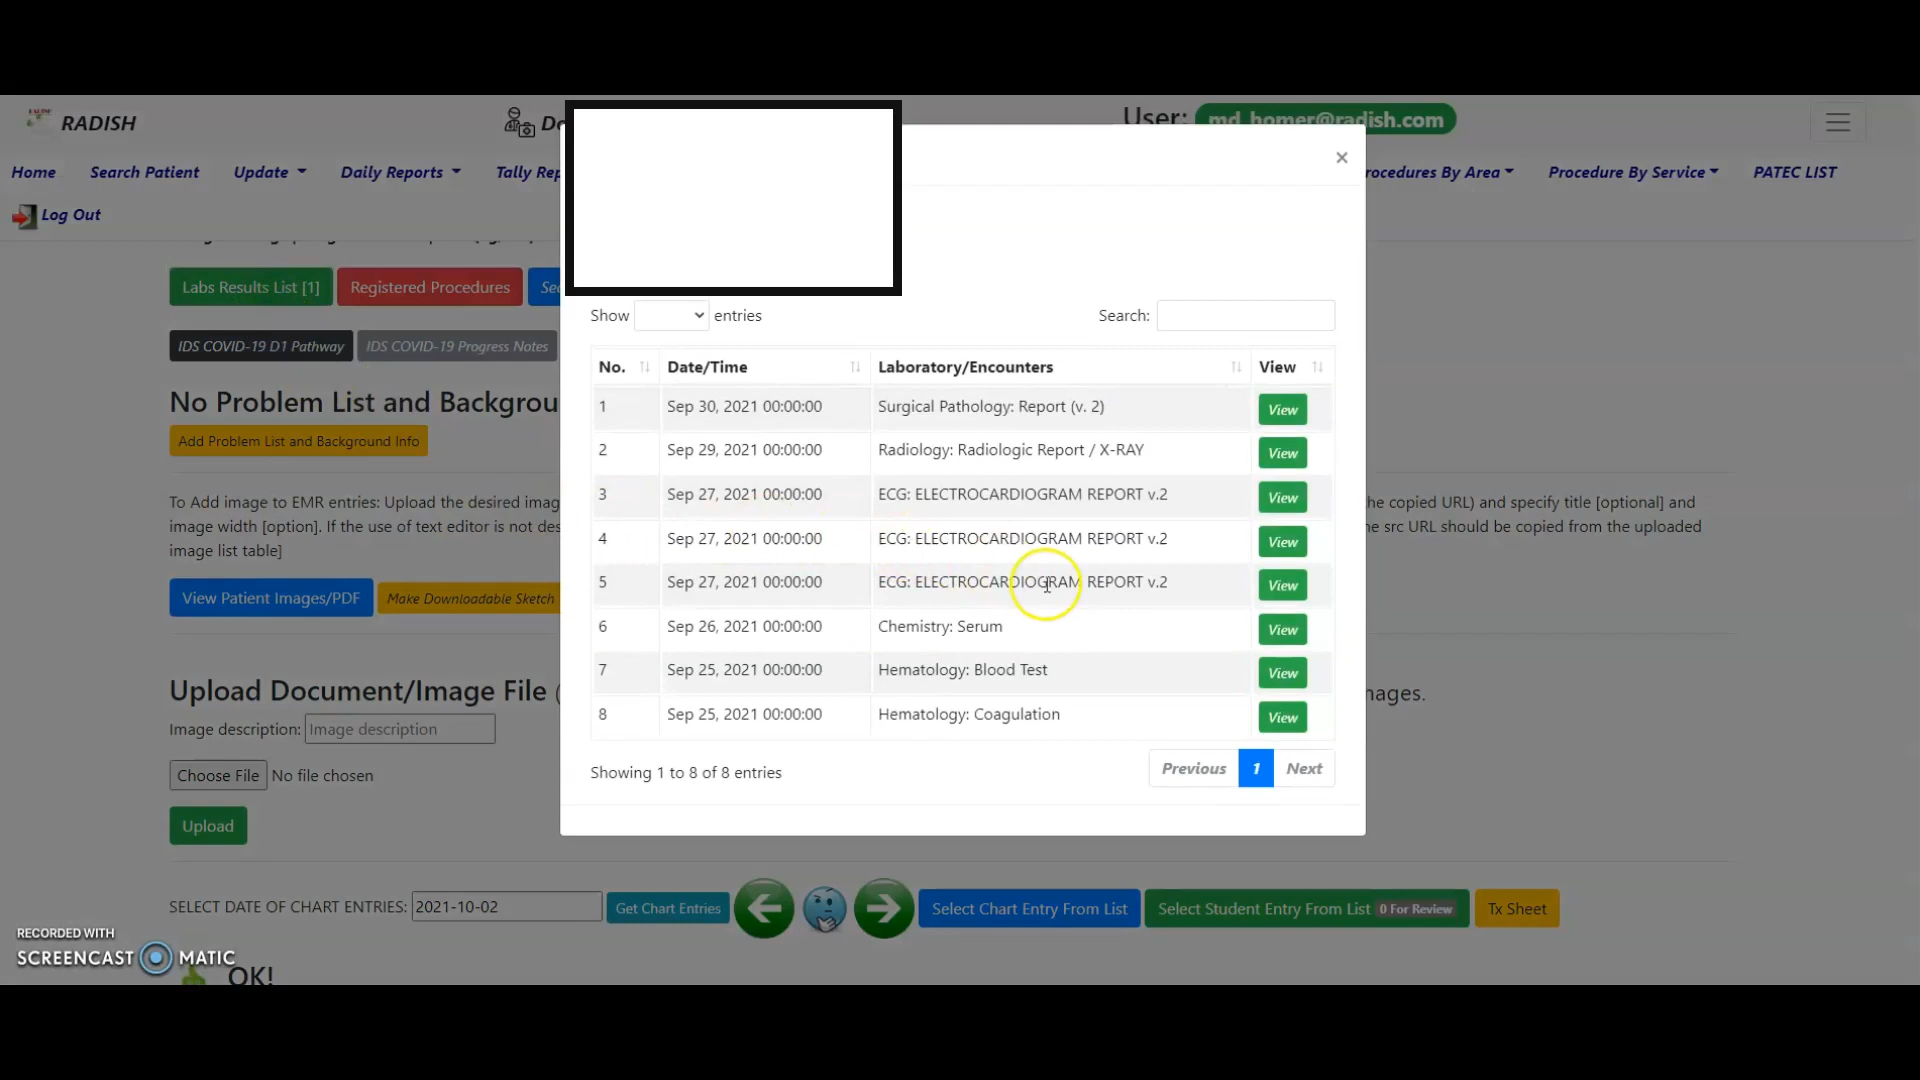 RADISH
User: md_homer@radish.com
Home Search Patient Update Daily Reports Tally Rep rocedures By Area Procedure By Service PATEC LIST
Log Out
Labs Results List [1] Registered Procedures
IDS COVID-19 D1 Pathway IDS COVID-19 Progress Notes
No Problem List and Backgrou
Add Problem List and Background Info
To Add image to EMR entries: Upload the desired imag he copied URL) and specify title [optional] and
image width [option]. If the use of text editor is not des e src URL should be copied from the uploaded
image list table]
View Patient Images/PDF Make Downloadable Sketch
Upload Document/Image File ( mages.
Image description: Image description
Choose File No file chosen
Upload
×
Show entries Search:
No. Date/Time Laboratory/Encounters View
1 Sep 30, 2021 00:00:00 Surgical Pathology: Report (v. 2) View
2 Sep 29, 2021 00:00:00 Radiology: Radiologic Report / X-RAY View
3 Sep 27, 2021 00:00:00 ECG: ELECTROCARDIOGRAM REPORT v.2 View
4 Sep 27, 2021 00:00:00 ECG: ELECTROCARDIOGRAM REPORT v.2 View
5 Sep 27, 2021 00:00:00 ECG: ELECTROCARDIOGRAM REPORT v.2 View
6 Sep 26, 2021 00:00:00 Chemistry: Serum View
7 Sep 25, 2021 00:00:00 Hematology: Blood Test View
8 Sep 25, 2021 00:00:00 Hematology: Coagulation View
Showing 1 to 8 of 8 entries Previous 1 Next
SELECT DATE OF CHART ENTRIES: 2021-10-02 Get Chart Entries Select Chart Entry From List Select Student Entry From List 0 For Review Tx Sheet
OK!
RECORDED WITH
SCREENCAST MATIC